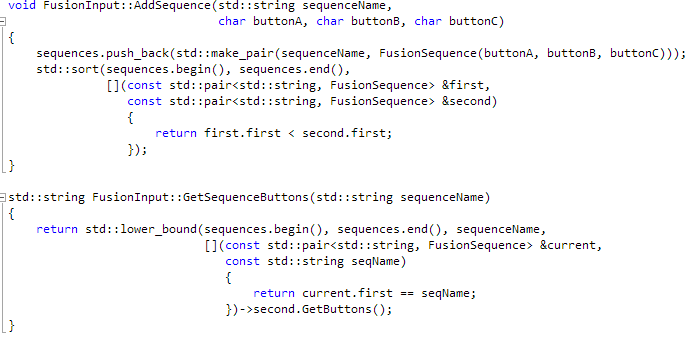 void FusionInput::AddSequence(std::string sequenceName,
                              char buttonA, char buttonB, char buttonC)
{
    sequences.push_back(std::make_pair(sequenceName, FusionSequence(buttonA, buttonB, buttonC)));
    std::sort(sequences.begin(), sequences.end(),
              [](const std::pair<std::string, FusionSequence> &first,
                 const std::pair<std::string, FusionSequence> &second)
                 {
                     return first.first < second.first;
                 });
}
std::string FusionInput::GetSequenceButtons(std::string sequenceName)
{
    return std::lower_bound(sequences.begin(), sequences.end(), sequenceName,
                            [](const std::pair<std::string, FusionSequence> &current,
                               const std::string seqName)
                               {
                                   return current.first == seqName;
                               })->second.GetButtons();
}